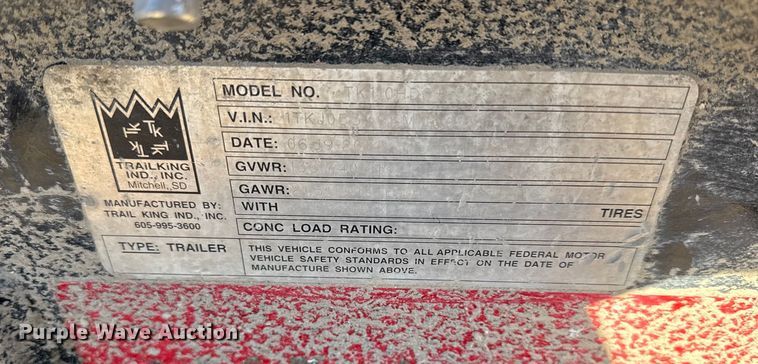 TRAILKING
IND., INC.
Mitchell, SD
MANUFACTURED BY:
TRAIL KING IND., INC.
605-995-3600
TYPE: TRAILER
MODEL NO.
V.I.N.:
DATE:
GVWR:
GAWR:
WITH TIRES
CONC LOAD RATING:
THIS VEHICLE CONFORMS TO ALL APPLICABLE FEDERAL MOTOR
VEHICLE SAFETY STANDARDS IN EFFECT ON THE DATE OF
MANUFACTURE SHOWN ABOVE.
Purple Wave Auction